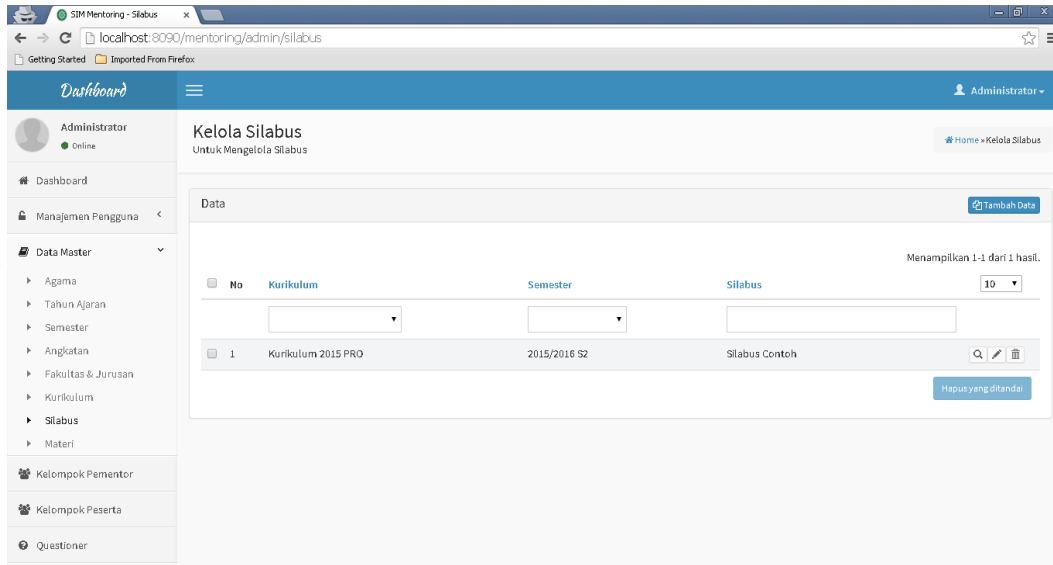 SIM Mentoring - Silabus
localhost:8090/mentoring/admin/silabus
Getting Started Imported From Firefox
Dashboard
Administrator
Administrator
Online
Kelola Silabus
Untuk Mengelola Silabus
Home » Kelola Silabus
Dashboard
Manajemen Pengguna
Data Master
Agama
Tahun Ajaran
Semester
Angkatan
Fakultas & Jurusan
Kurikulum
Silabus
Materi
Kelompok Pementor
Kelompok Peserta
Questioner
Data
Tambah Data
Menampilkan 1-1 dari 1 hasil.
No Kurikulum Semester Silabus 10
1 Kurikulum 2015 PRO 2015/2016 S2 Silabus Contoh
Hapus yang ditandai